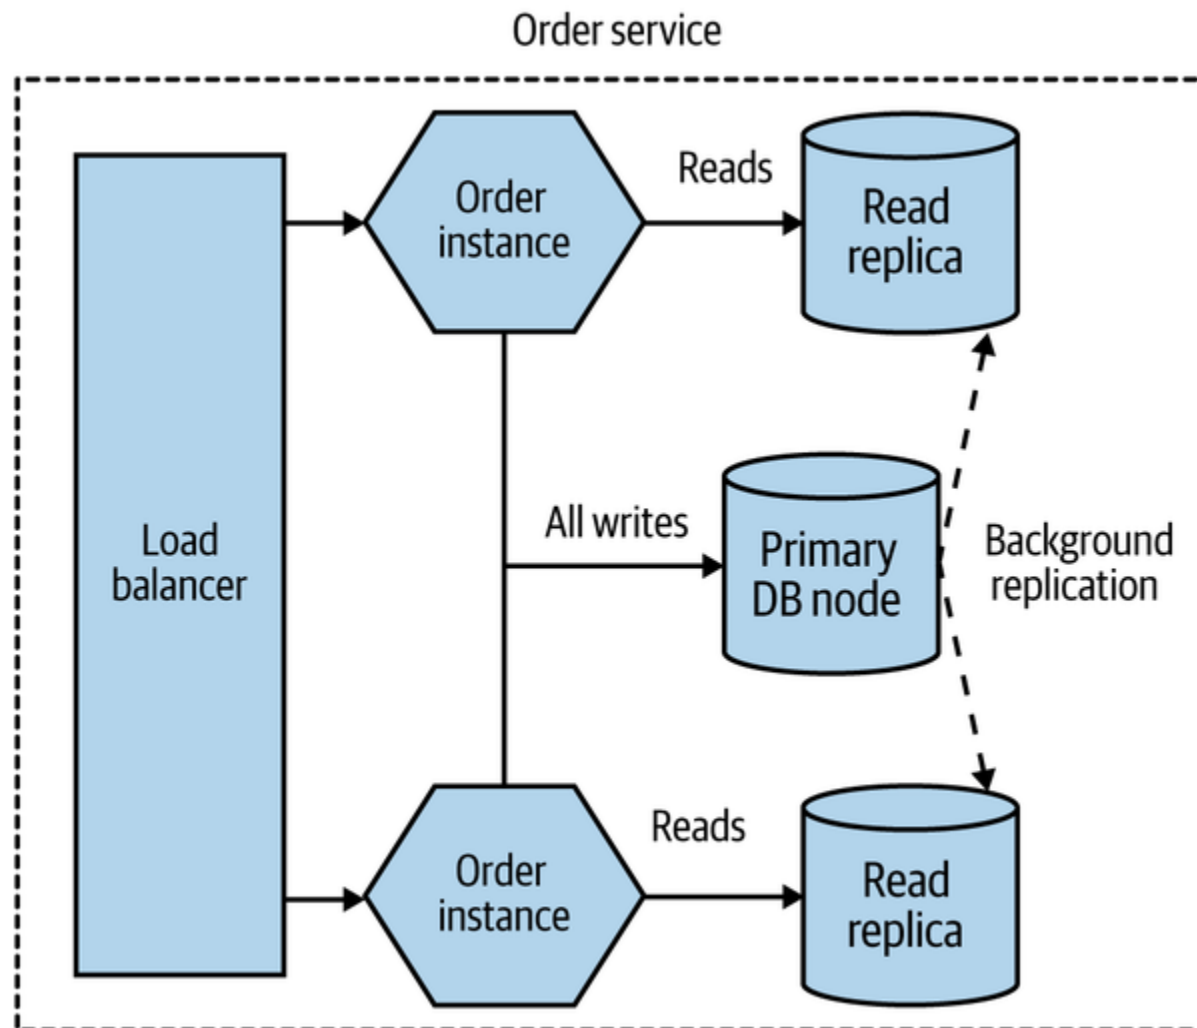 Order service
Load
balancer
Order
instance
Reads
Read
replica
All writes
Primary
DB node
Background
replication
Order
instance
Reads
Read
replica